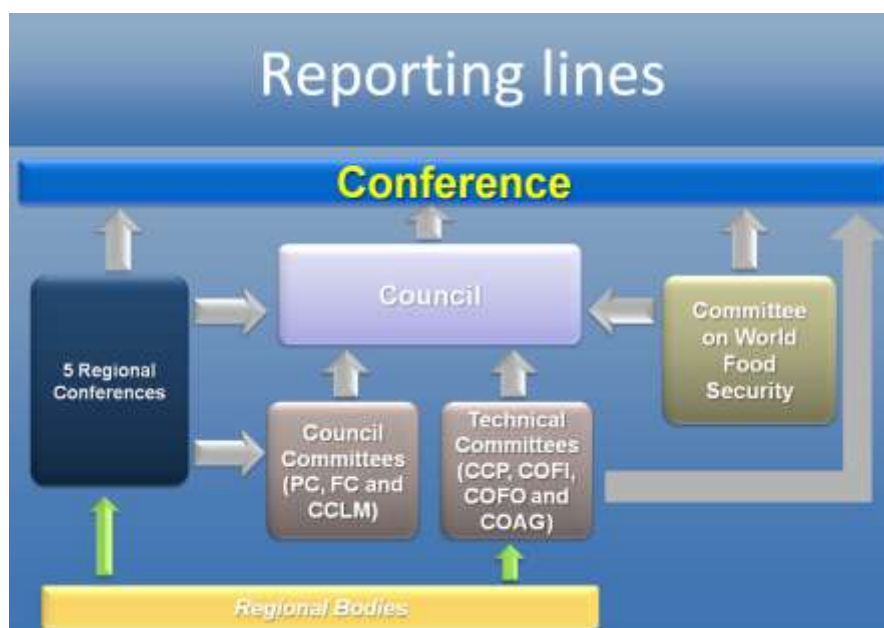 Reporting lines
Conference
Council
5 Regional
Conferences
Committee
on World
Food
Security
Council
Committees
(PC, FC and
CCLM)
Technical
Committees
(CCP, COFI,
COFO and
COAG)
Regional Bodies